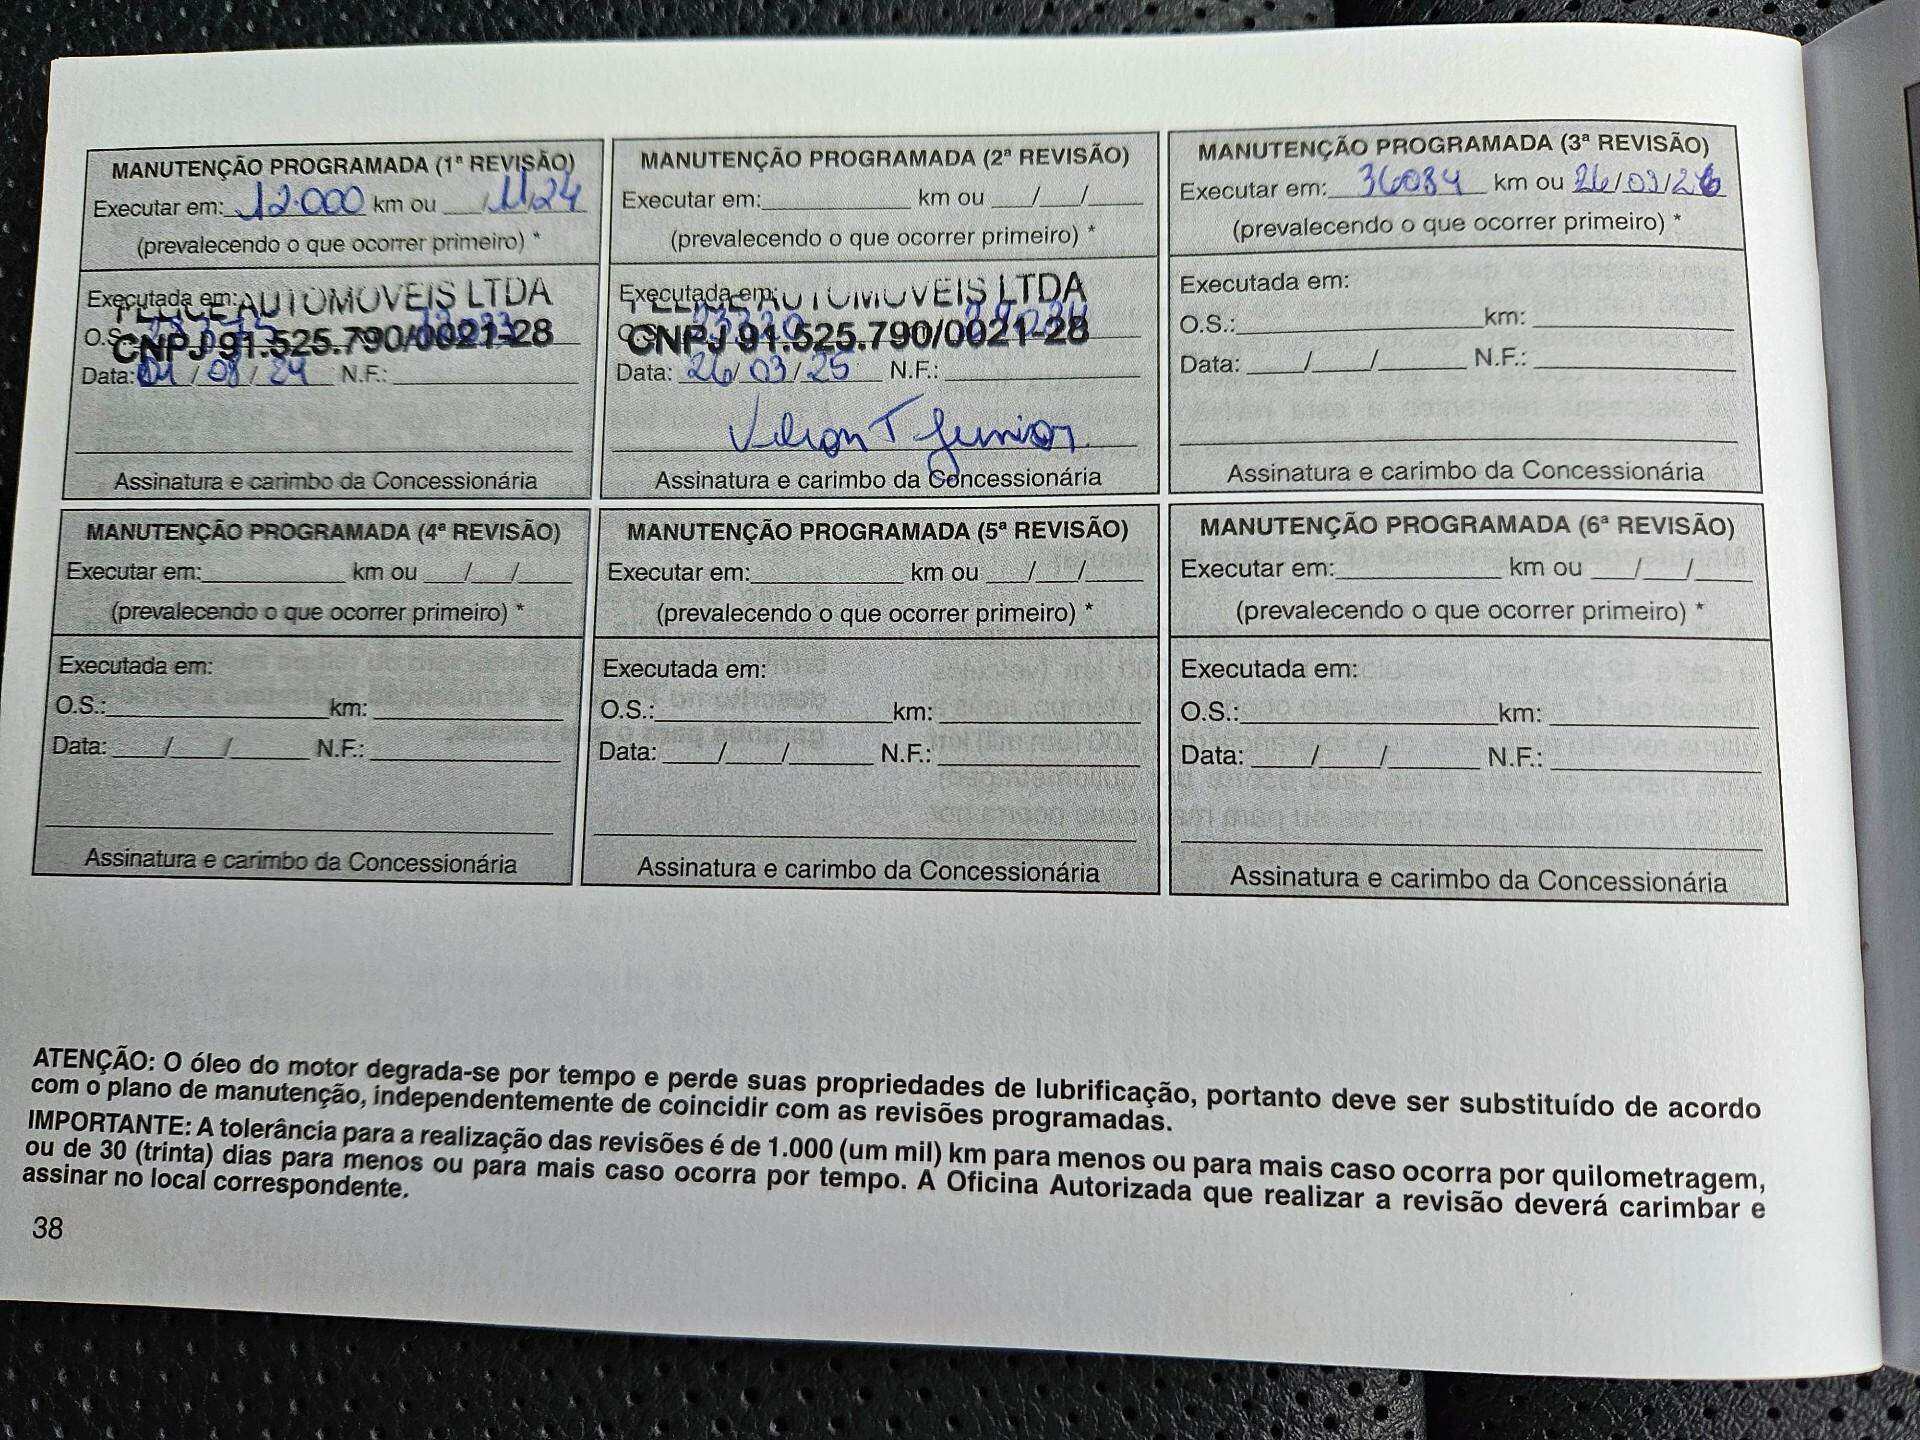 MANUTENÇÃO PROGRAMADA (1ª REVISÃO)
Executar em: 12.000 km ou / 11/24
(prevalecendo o que ocorrer primeiro) *
Executada em: FELICE AUTOMOVEIS LTDA
O.S.
CNPJ 91.525.790/0021-28
Data: 01 / 08 / 24 N.F.:
Assinatura e carimbo da Concessionária
MANUTENÇÃO PROGRAMADA (2ª REVISÃO)
Executar em: km ou / /
(prevalecendo o que ocorrer primeiro) *
Executada em: FELICE AUTOMOVEIS LTDA
CNPJ 91.525.790/0021-28
Data: 26/ 03 / 25 N.F.:
Junior
Assinatura e carimbo da Concessionária
MANUTENÇÃO PROGRAMADA (3ª REVISÃO)
Executar em: 36084 km ou 26/03/26
(prevalecendo o que ocorrer primeiro) *
Executada em:
O.S.: km:
Data: / / N.F.:
Assinatura e carimbo da Concessionária
MANUTENÇÃO PROGRAMADA (4ª REVISÃO)
Executar em: km ou / /
(prevalecendo o que ocorrer primeiro) *
Executada em:
O.S.: km:
Data: / / N.F.:
Assinatura e carimbo da Concessionária
MANUTENÇÃO PROGRAMADA (5ª REVISÃO)
Executar em: km ou / /
(prevalecendo o que ocorrer primeiro) *
Executada em:
O.S.: km:
Data: / / N.F.:
Assinatura e carimbo da Concessionária
MANUTENÇÃO PROGRAMADA (6ª REVISÃO)
Executar em: km ou / /
(prevalecendo o que ocorrer primeiro) *
Executada em:
O.S.: km:
Data: / / N.F.:
Assinatura e carimbo da Concessionária
ATENÇÃO: O óleo do motor degrada-se por tempo e perde suas propriedades de lubrificação, portanto deve ser substituído de acordo
com o plano de manutenção, independentemente de coincidir com as revisões programadas.
IMPORTANTE: A tolerância para a realização das revisões é de 1.000 (um mil) km para menos ou para mais caso ocorra por quilometragem,
ou de 30 (trinta) dias para menos ou para mais caso ocorra por tempo. A Oficina Autorizada que realizar a revisão deverá carimbar e
assinar no local correspondente.
38